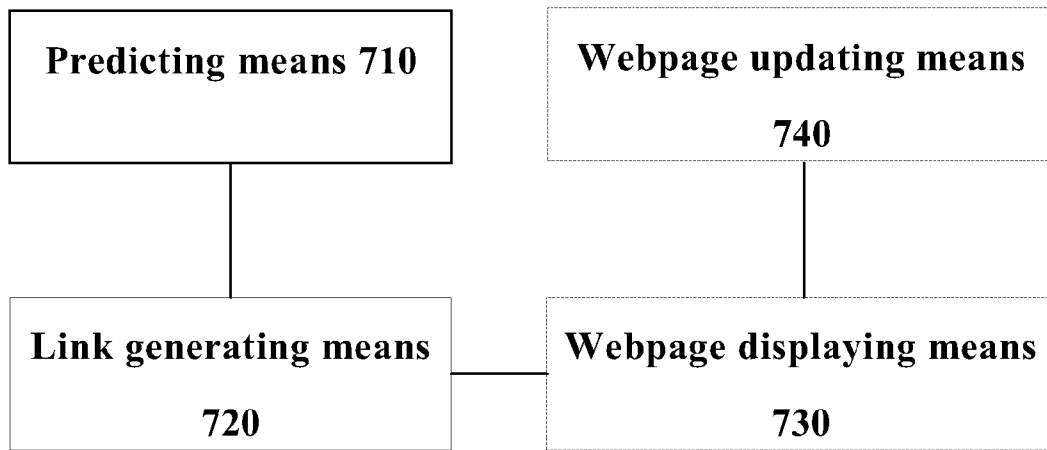 Predicting means 710
Webpage updating means
740
Link generating means
720
Webpage displaying means
730